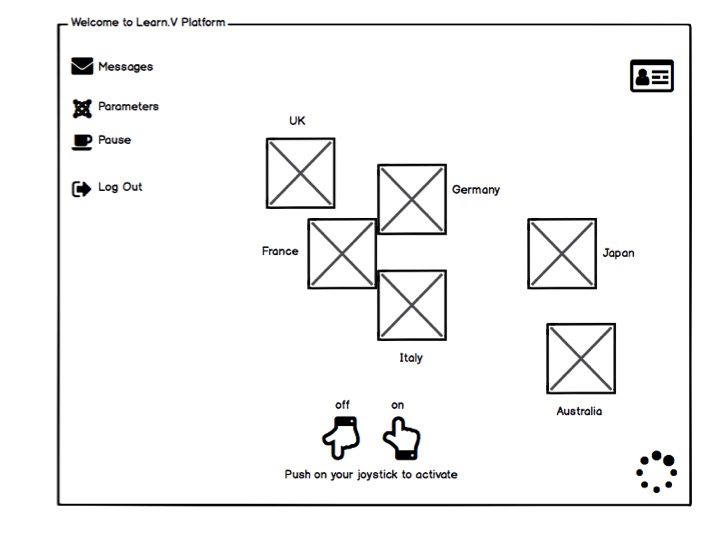 Welcome to Learn.V Platform
Messages
Parameters
Pause
Log Out
UK
Germany
France
Japan
Italy
Australia
off on
Push on your joystick to activate